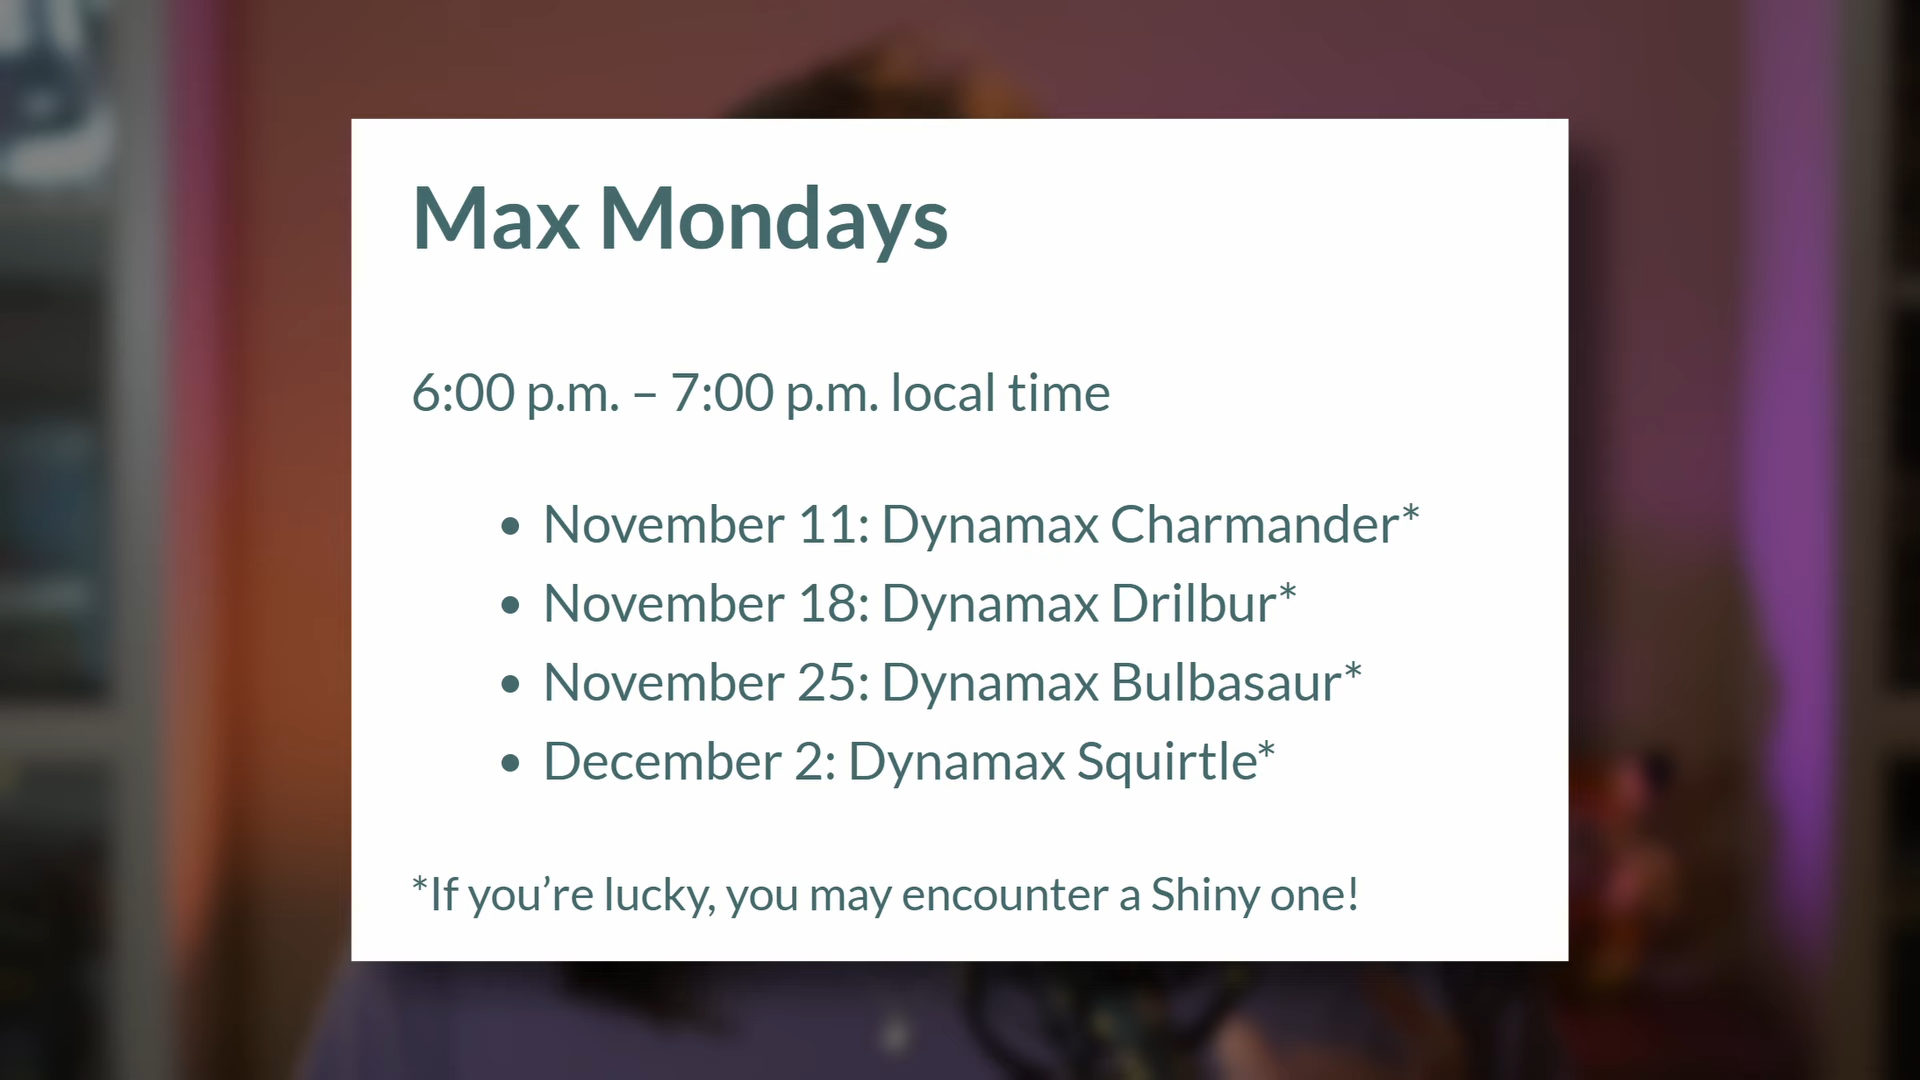 Max Mondays
6:00 p.m. – 7:00 p.m. local time
• November 11: Dynamax Charmander*
• November 18: Dynamax Drilbur*
• November 25: Dynamax Bulbasaur*
• December 2: Dynamax Squirtle*
*If you’re lucky, you may encounter a Shiny one!